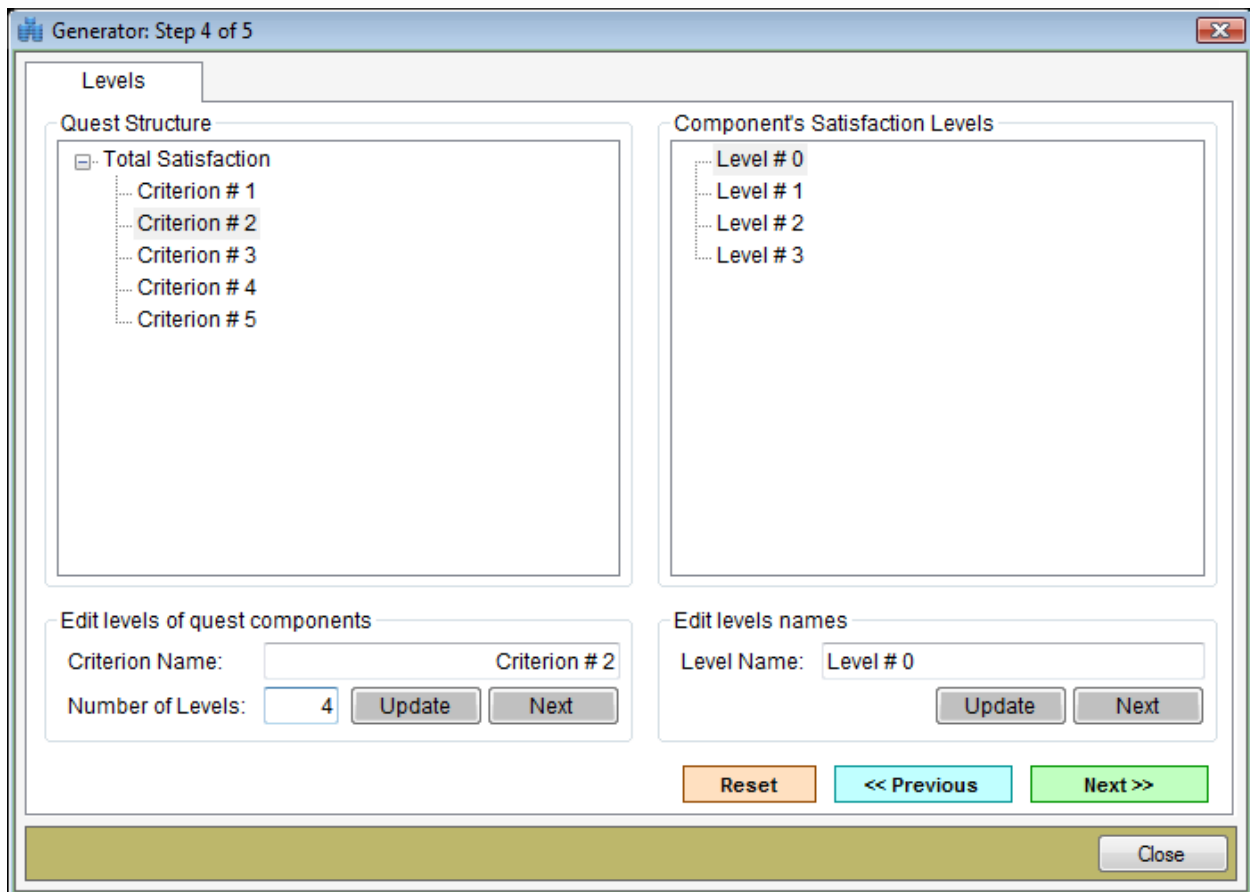 Generator: Step 4 of 5
Levels
Quest Structure
Total Satisfaction
Criterion # 1
Criterion # 2
Criterion # 3
Criterion # 4
Criterion # 5
Component's Satisfaction Levels
Level # 0
Level # 1
Level # 2
Level # 3
Edit levels of quest components
Criterion Name: Criterion # 2
Number of Levels: 4 Update Next
Edit levels names
Level Name: Level # 0
Update Next
Reset << Previous Next >>
Close